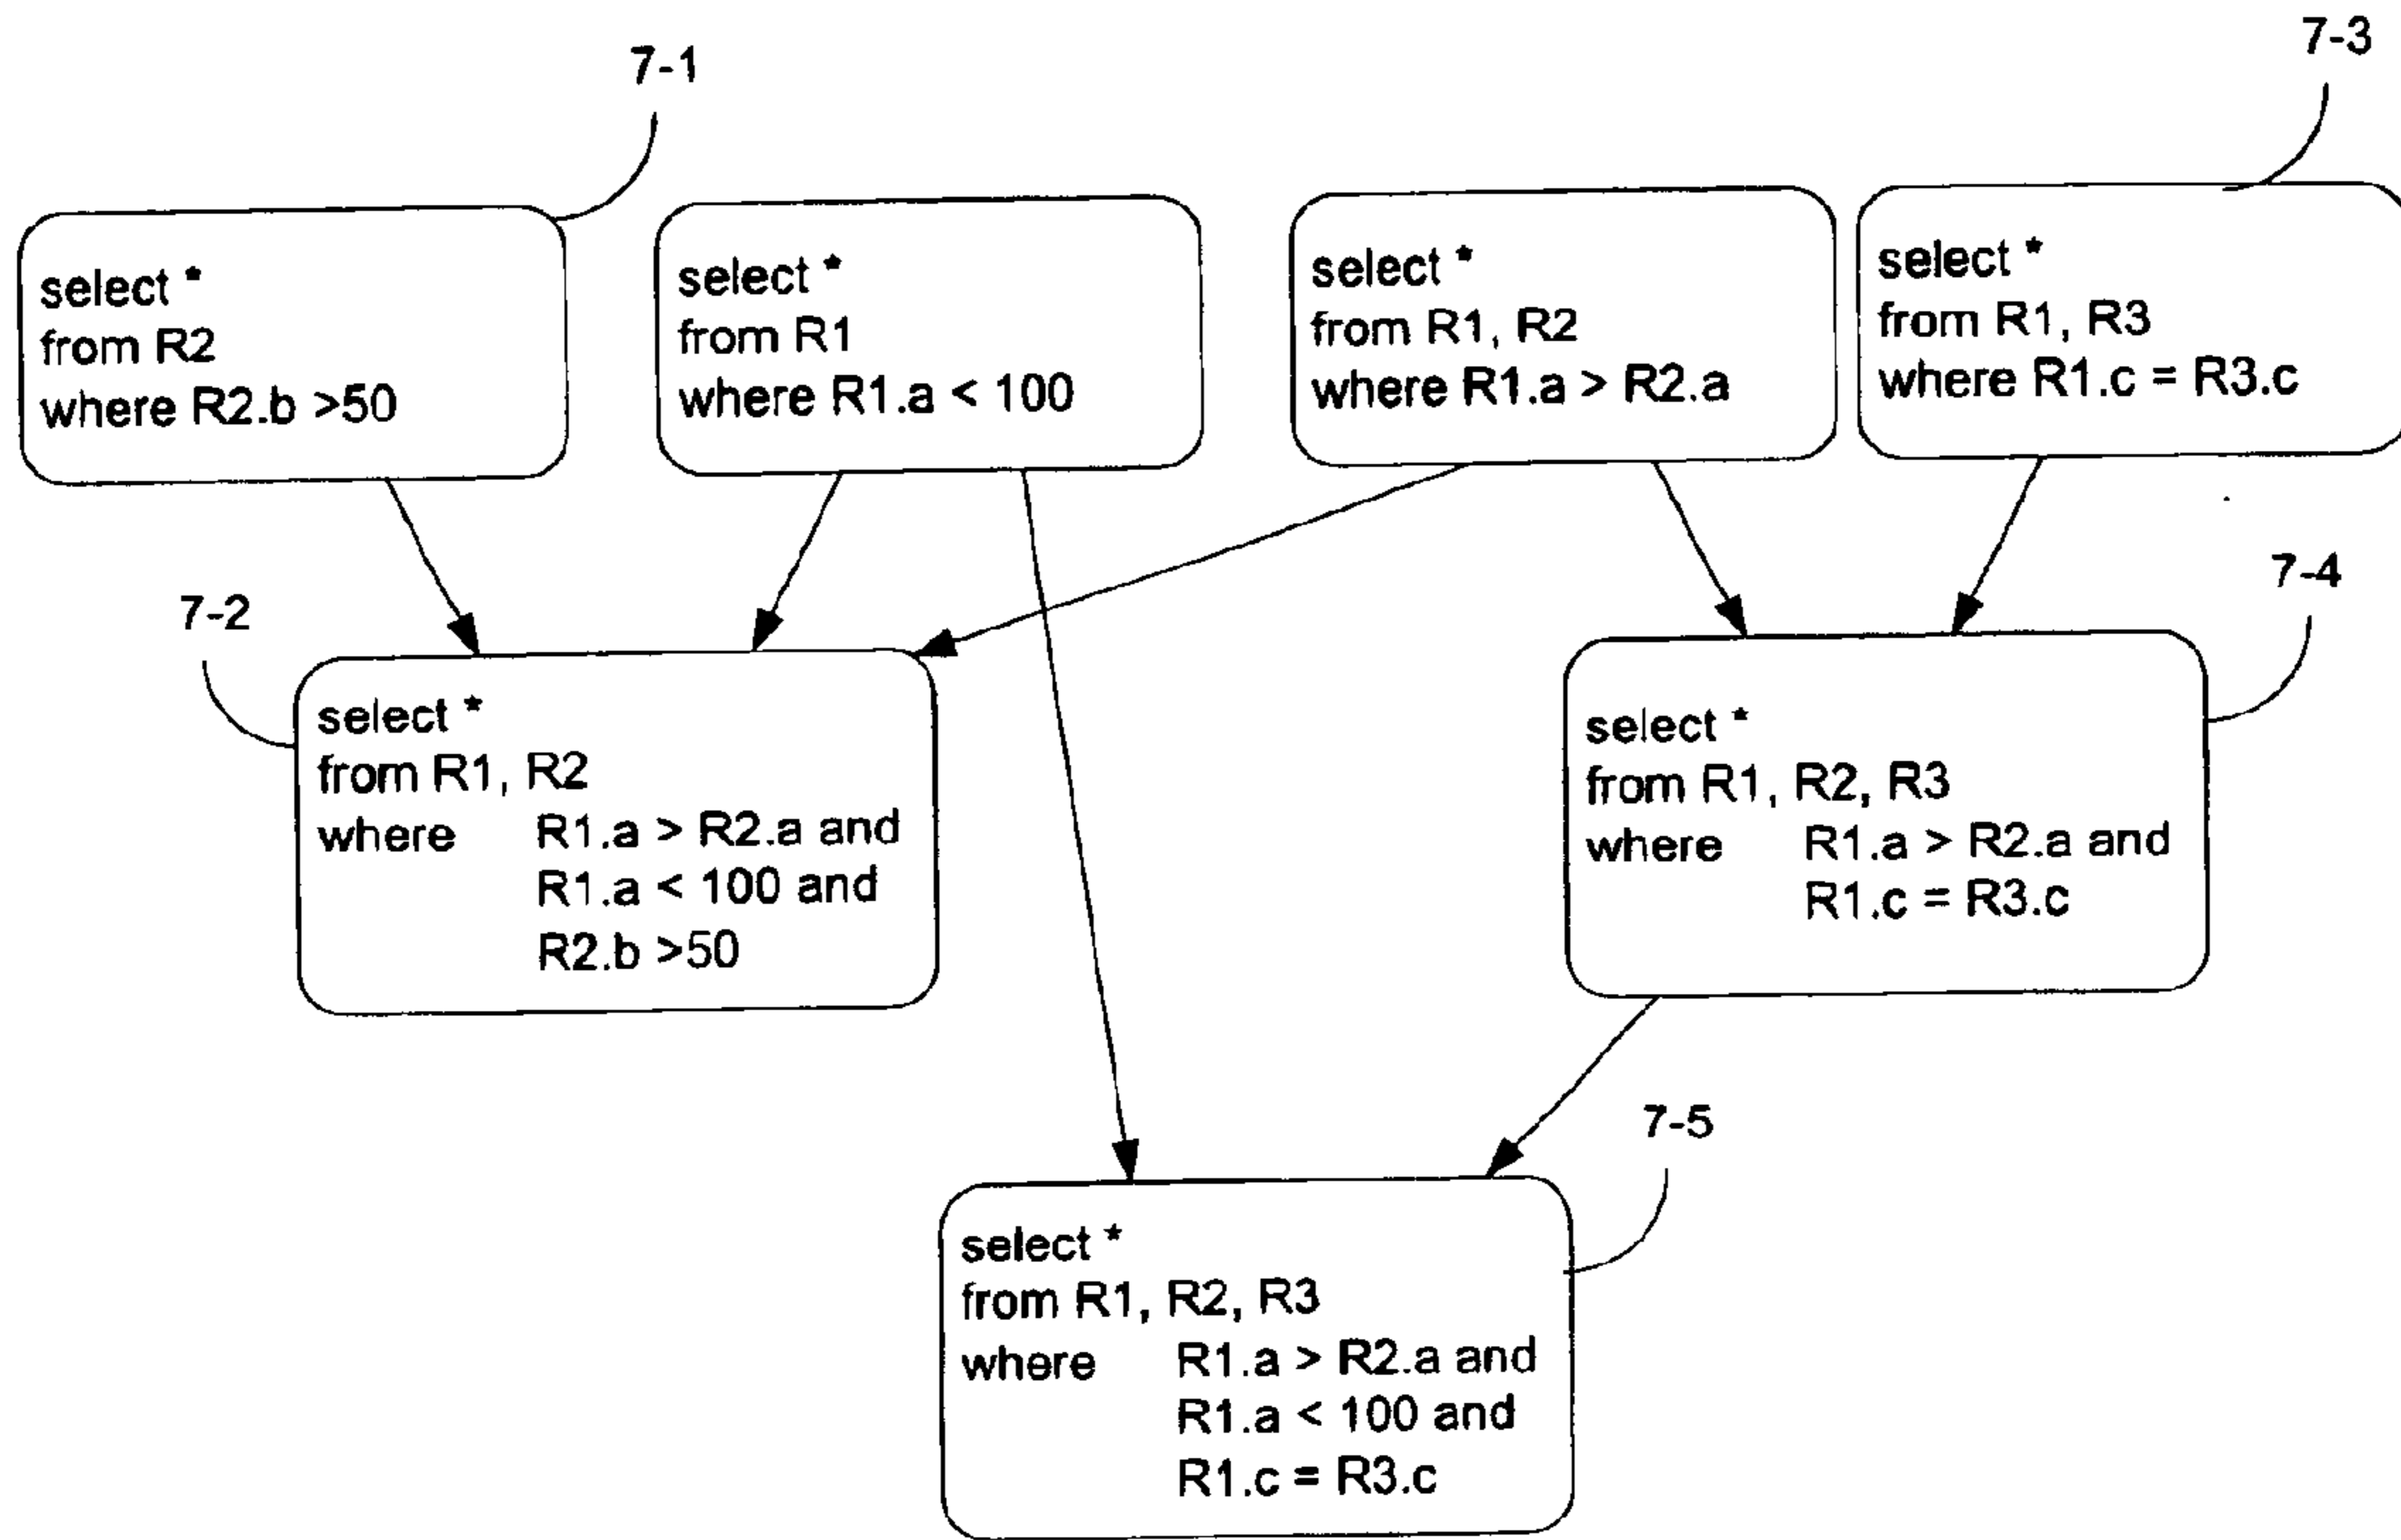 7-1
7-3
select *
from R2
where R2.b >50
select *
from R1
where R1.a < 100
select *
from R1, R2
where R1.a > R2.a
select *
from R1, R3
where R1.c = R3.c
7-2
7-4
select *
from R1, R2
where R1.a > R2.a and
R1.a < 100 and
R2.b >50
select *
from R1, R2, R3
where R1.a > R2.a and
R1.c = R3.c
7-5
select *
from R1, R2, R3
where R1.a > R2.a and
R1.a < 100 and
R1.c = R3.c